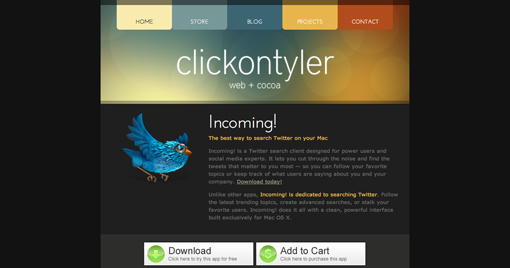 HOME STORE BLOG PROJECTS CONTACT
clickontyler
web + cocoa
Incoming!
The best way to search Twitter on your Mac
Incoming! is a Twitter search client designed for power users and
social media experts. It lets you cut through the noise and find the
tweets that matter to you most — so you can follow your favorite
topics or keep track of what users are saying about you and your
company. Download today!
Unlike other apps, Incoming! is dedicated to searching Twitter. Follow
the latest trending topics, create advanced searches, or stalk your
favorite users. Incoming! does it all with a clean, powerful interface
built exclusively for Mac OS X.
Download
Click here to try this app for free
Add to Cart
Click here to purchase this app